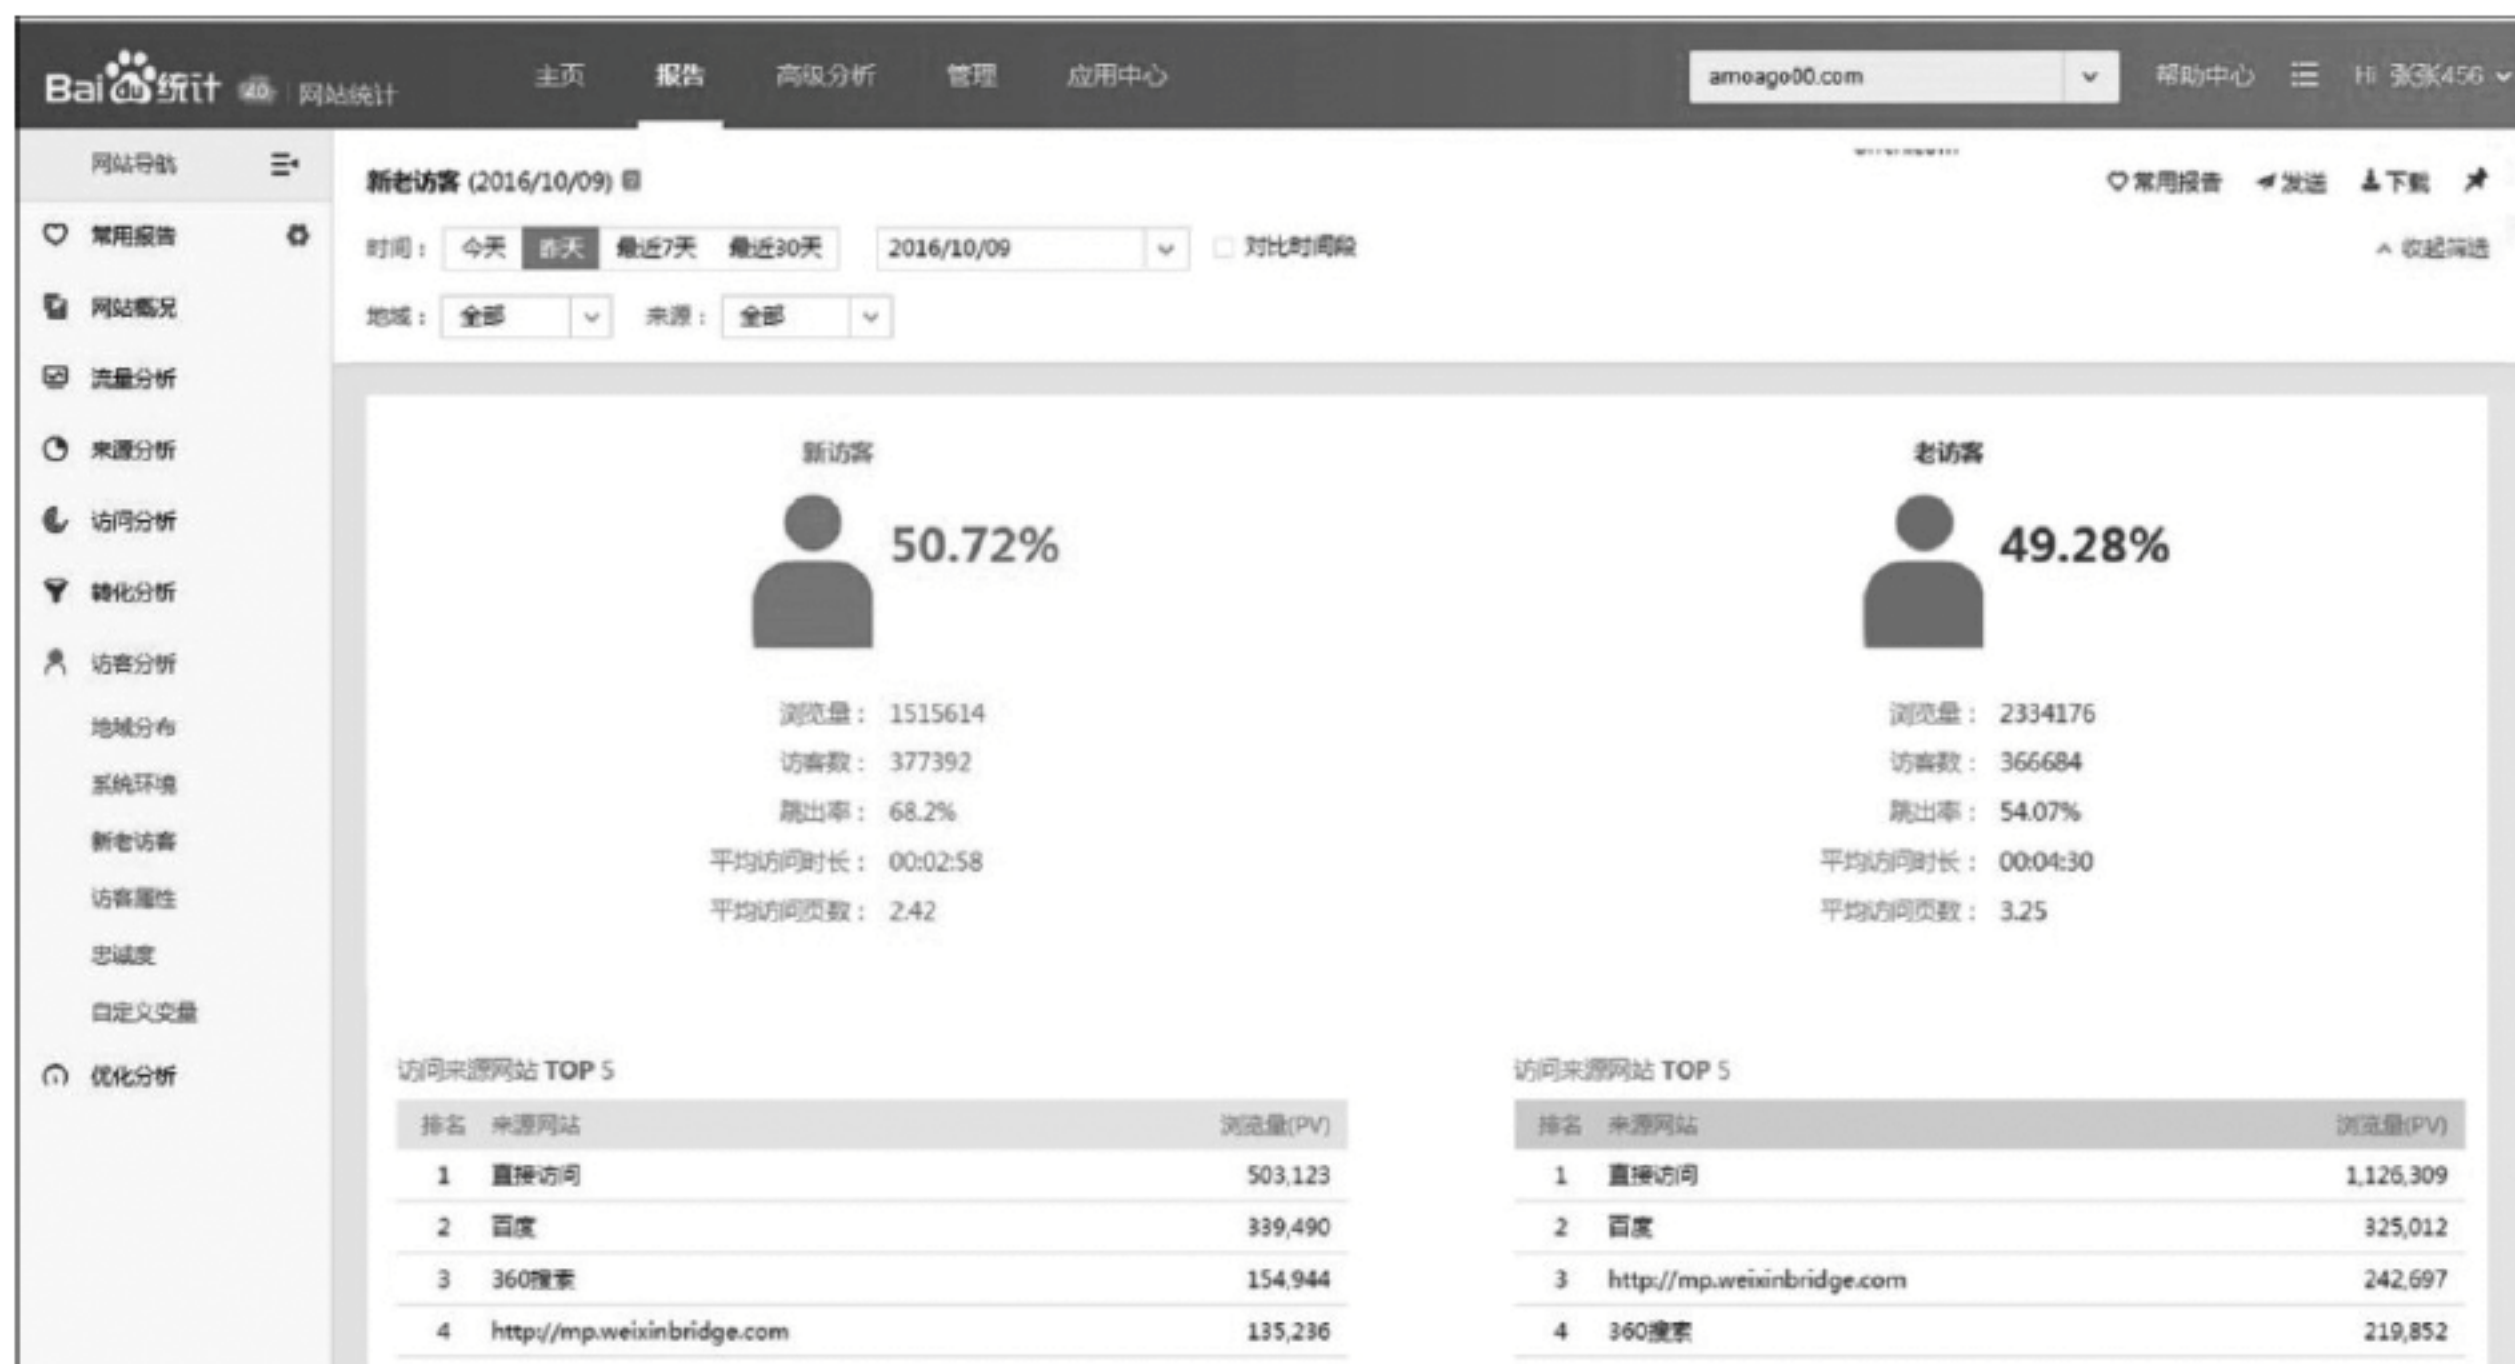 Bai du 统计 4.0 | 网站统计 主页 报告 高级分析 管理 应用中心 amoago00.com 帮助中心 Hi 张张456
网站导航
常用报告
网站概况
流量分析
来源分析
访问分析
转化分析
访客分析
地域分布
系统环境
新老访客
访客属性
忠诚度
自定义变量
优化分析
新老访客 (2016/10/09) 常用报告 发送 下载
时间： 今天 昨天 最近7天 最近30天 2016/10/09 对比时间段 收起筛选
地域： 全部 来源： 全部
新访客
50.72%
浏览量： 1515614
访客数： 377392
跳出率： 68.2%
平均访问时长： 00:02:58
平均访问页数： 2.42
老访客
49.28%
浏览量： 2334176
访客数： 366684
跳出率： 54.07%
平均访问时长： 00:04:30
平均访问页数： 3.25
访问来源网站 TOP 5
排名 来源网站 浏览量(PV)
1 直接访问 503,123
2 百度 339,490
3 360搜索 154,944
4 http://mp.weixinbridge.com 135,236
访问来源网站 TOP 5
排名 来源网站 浏览量(PV)
1 直接访问 1,126,309
2 百度 325,012
3 http://mp.weixinbridge.com 242,697
4 360搜索 219,852